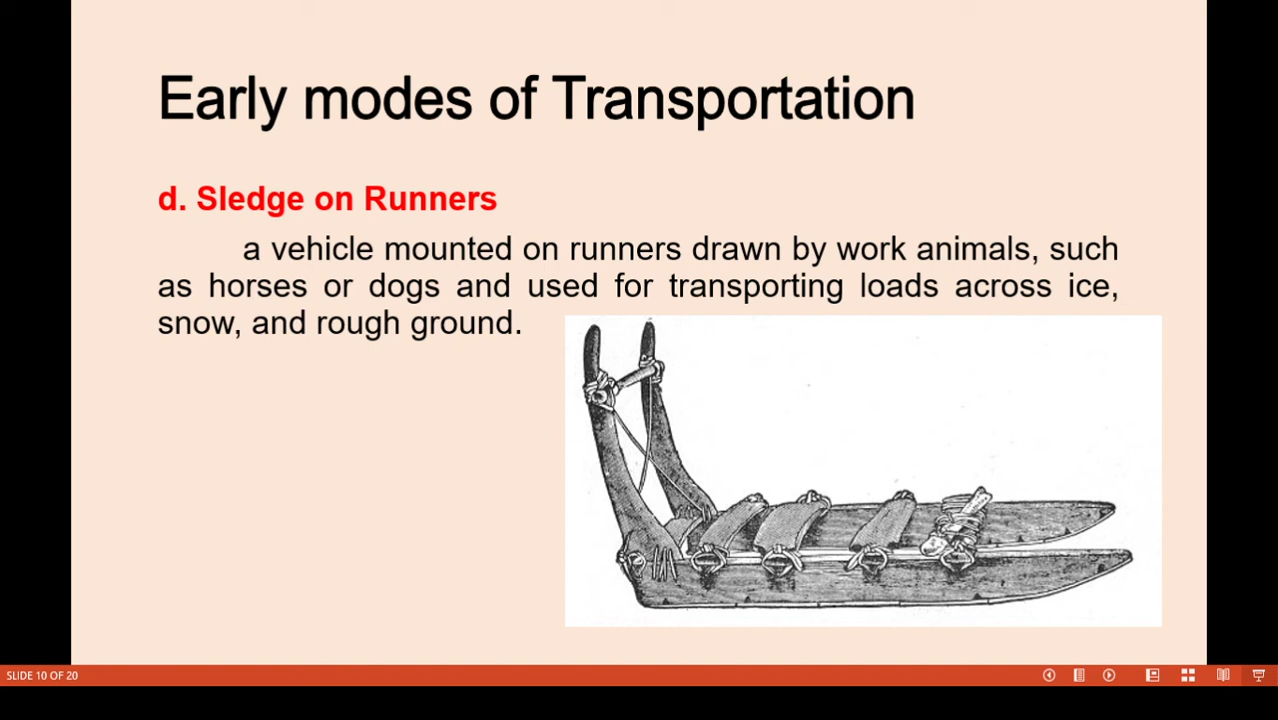 Early modes of Transportation
d. Sledge on Runners
a vehicle mounted on runners drawn by work animals, such
as horses or dogs and used for transporting loads across ice,
snow, and rough ground.
SLIDE 10 OF 20